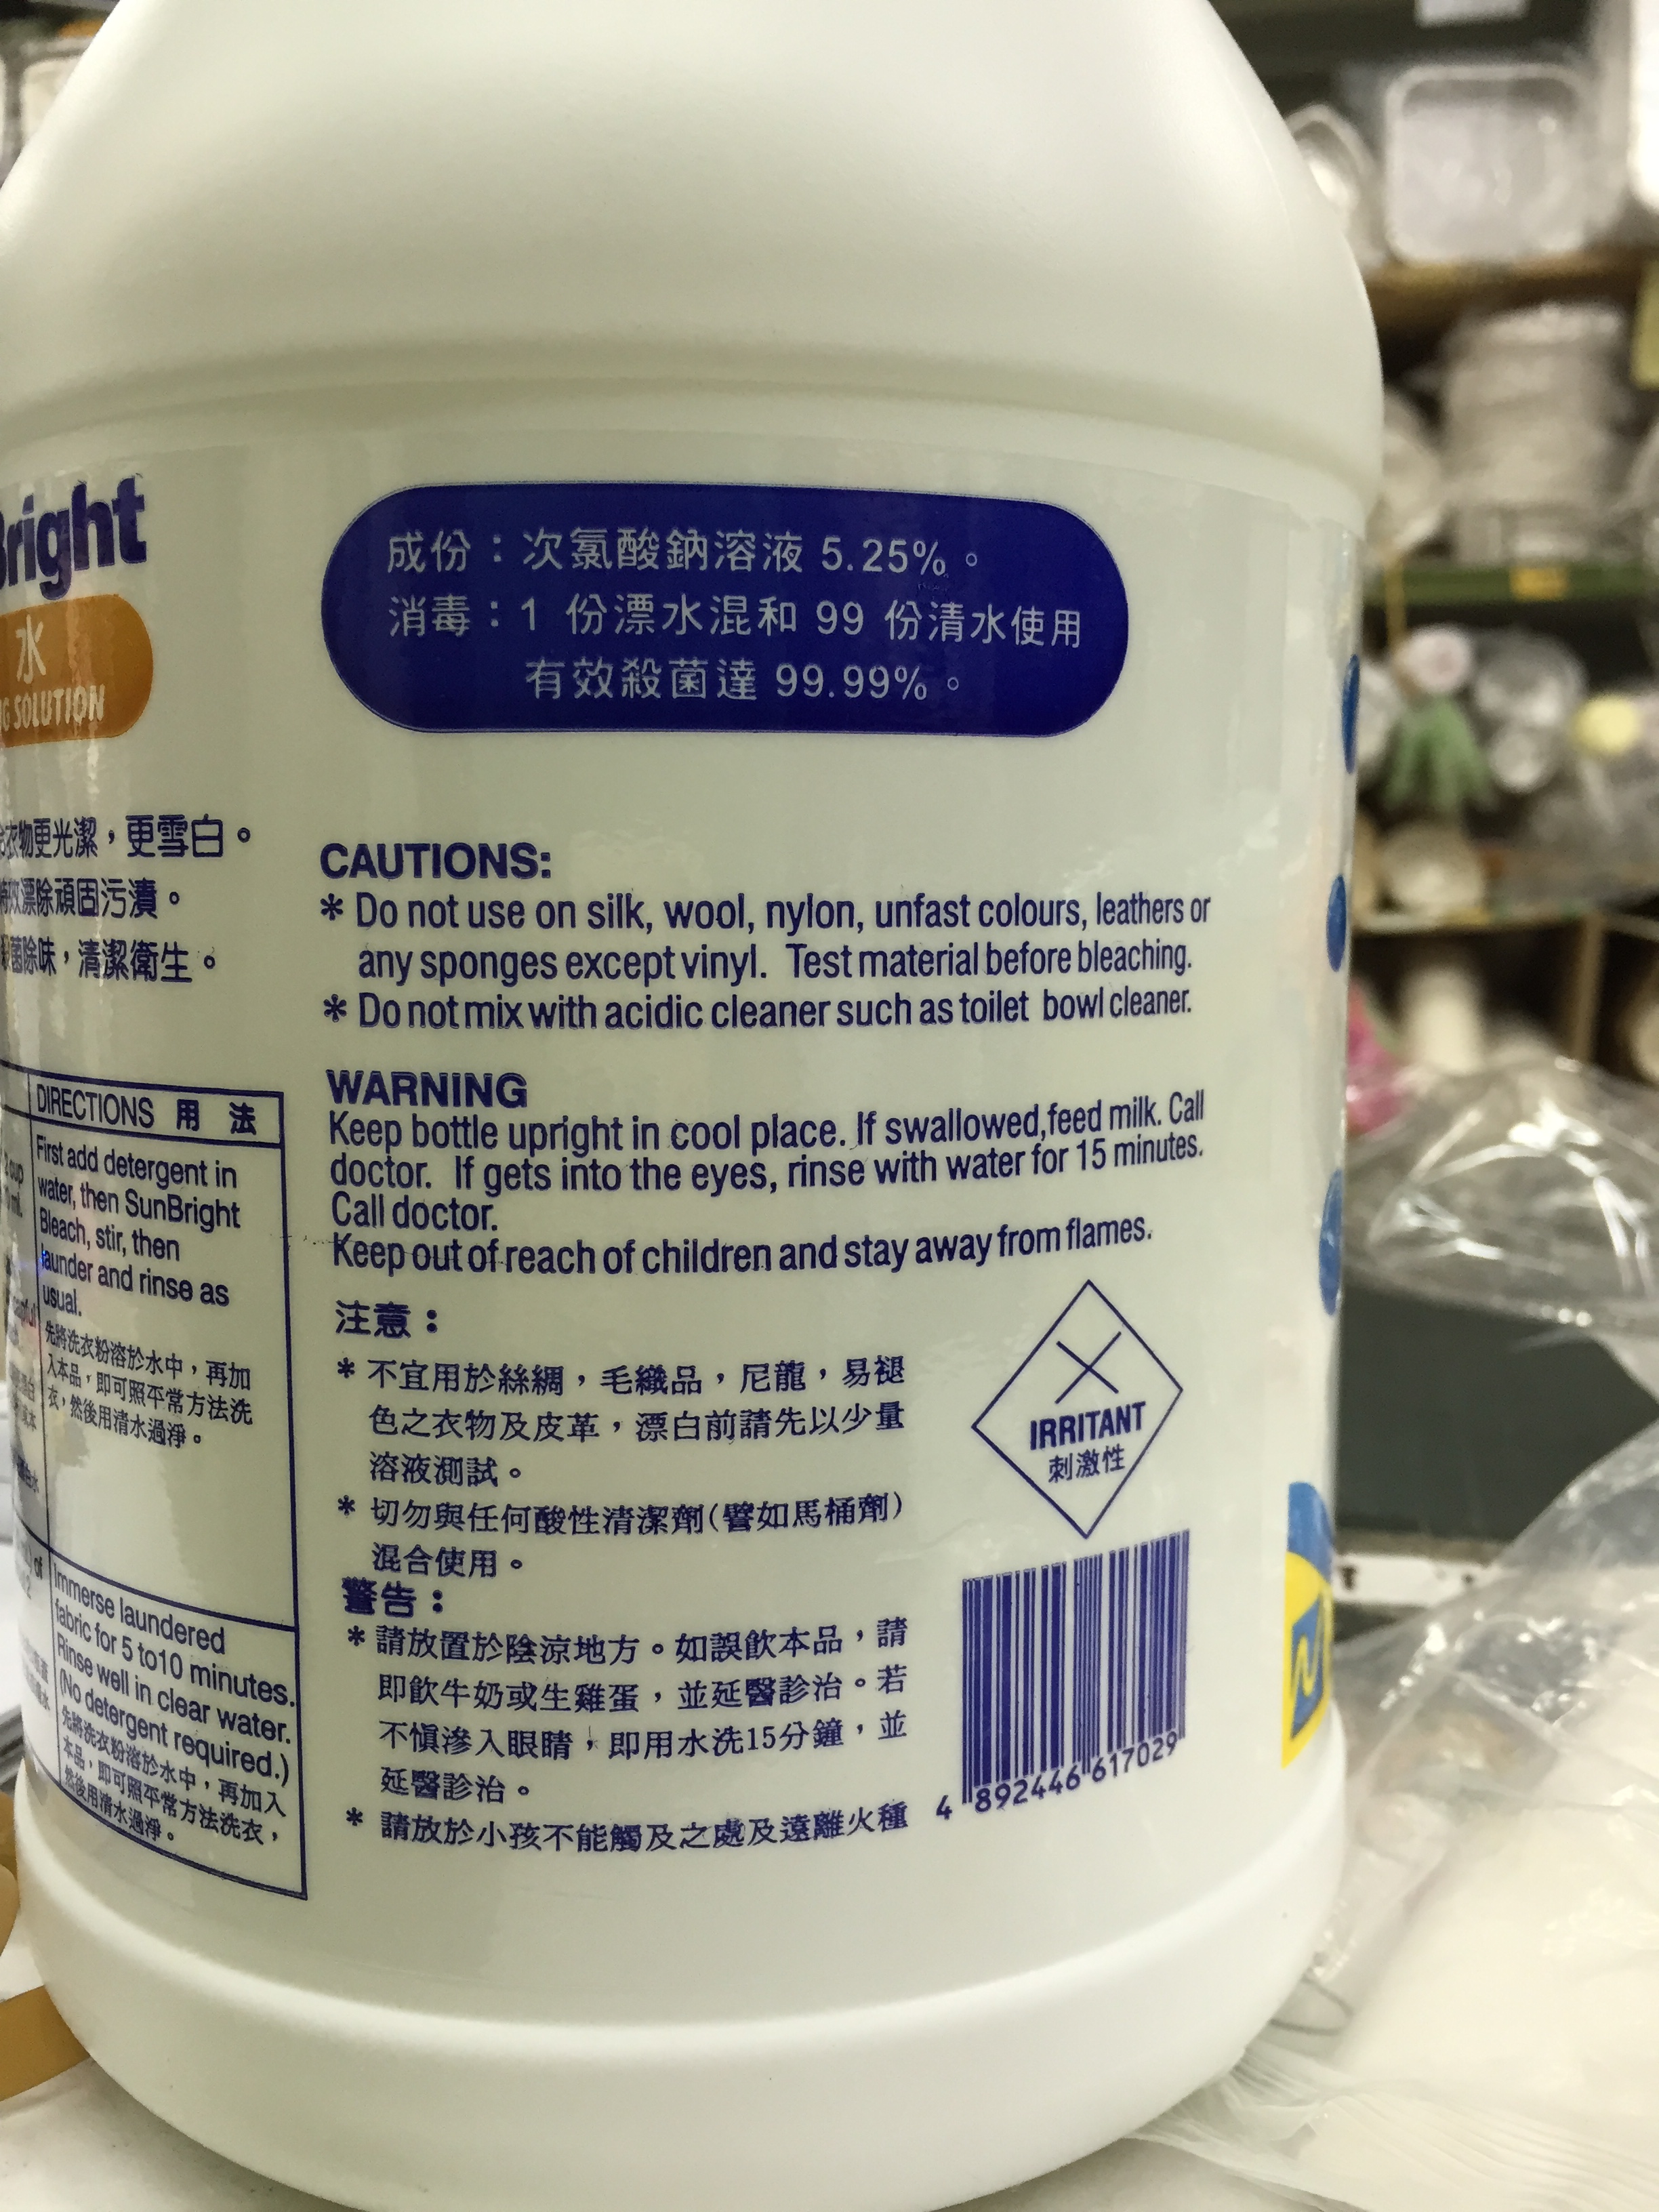 Bright
水
SOLUTION
成份：次氯酸鈉溶液 5.25%。
消毒：1 份漂水混和 99 份清水使用
有效殺菌達 99.99%。
衣物更光潔，更雪白。
漂除頑固污漬。
菌除味，清潔衛生。
DIRECTIONS 用 法
First add detergent in
water, then SunBright
Bleach, stir, then
launder and rinse as
usual.
先將洗衣粉溶於水中，再加
入本品，即可照平常方法洗
衣，然後用清水過淨。
Immerse laundered
fabric for 5 to10 minutes.
Rinse well in clear water.
(No detergent required.)
先將洗衣粉溶於水中，再加入
本品，即可照平常方法洗衣，
然後用清水過淨。
CAUTIONS:
* Do not use on silk, wool, nylon, unfast colours, leathers or
any sponges except vinyl. Test material before bleaching.
* Do not mix with acidic cleaner such as toilet bowl cleaner.
WARNING
Keep bottle upright in cool place. If swallowed,feed milk. Call
doctor. If gets into the eyes, rinse with water for 15 minutes.
Call doctor.
Keep out of reach of children and stay away from flames.
注意：
* 不宜用於絲綢，毛織品，尼龍，易褪
色之衣物及皮革，漂白前請先以少量
溶液測試。
* 切勿與任何酸性清潔劑(譬如馬桶劑)
混合使用。
警告：
* 請放置於陰涼地方。如誤飲本品，請
即飲牛奶或生雞蛋，並延醫診治。若
不慎滲入眼睛，即用水洗15分鐘，並
延醫診治。
* 請放於小孩不能觸及之處及遠離火種
IRRITANT
刺激性
4 892446 617029